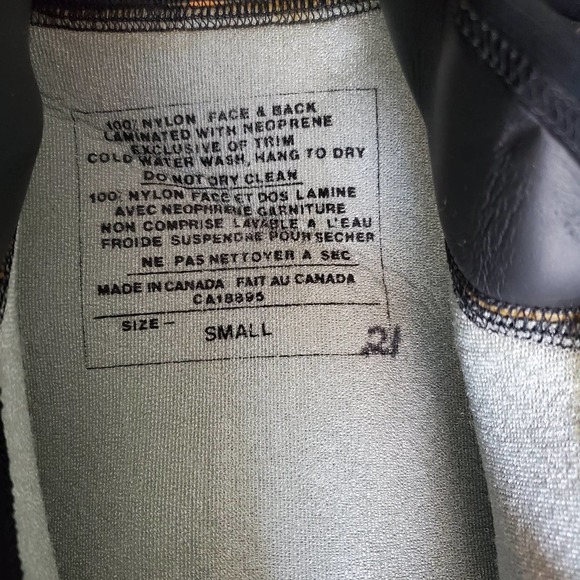 100% NYLON FACE & BACK
LAMINATED WITH NEOPRENE
EXCLUSIVE OF TRIM
COLD WATER WASH, HANG TO DRY
DO NOT DRY CLEAN
100% NYLON FACE ET DOS LAMINE
AVEC NEOPHRENE GARNITURE
NON COMPRISE LAVABLE A L'EAU
FROIDE SUSPENDRE POUR SECHER
NE PAS NETTOYER A SEC
MADE IN CANADA FAIT AU CANADA
CA18895
SIZE- SMALL
21